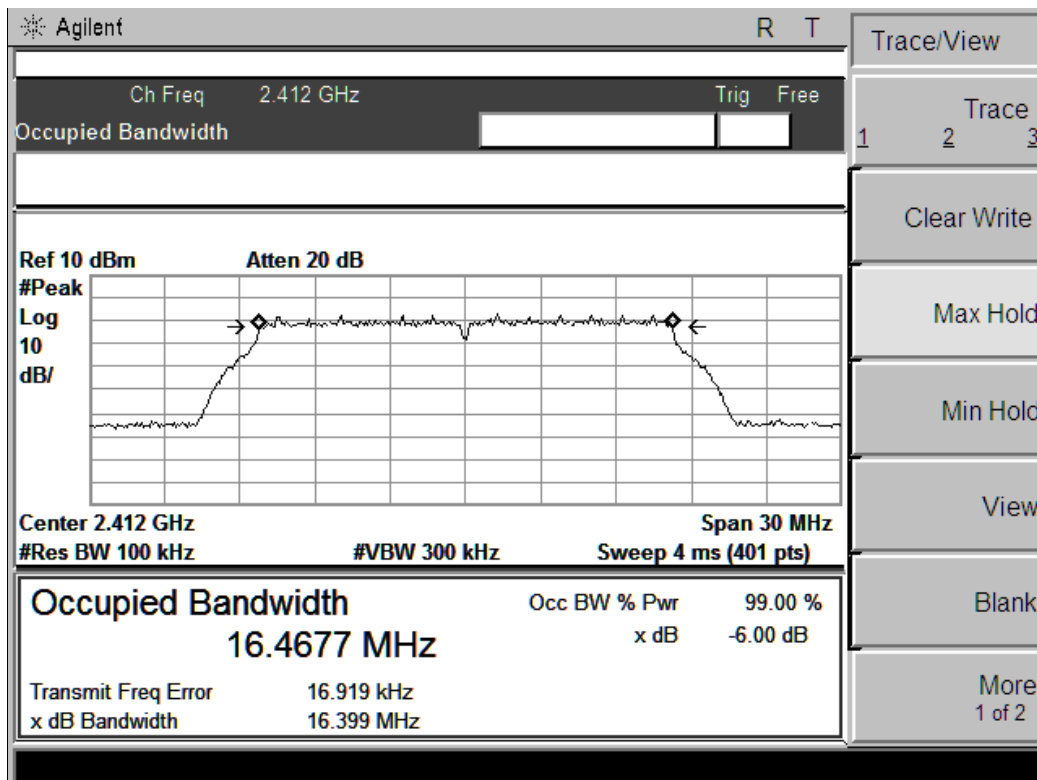 Agilent R T
Trace/View
Ch Freq 2.412 GHz Trig Free
Occupied Bandwidth
Trace
1 2 3
Clear Write
Max Hold
Min Hold
View
Blank
More
1 of 2
Ref 10 dBm Atten 20 dB
#Peak
Log
10
dB/
Center 2.412 GHz Span 30 MHz
#Res BW 100 kHz #VBW 300 kHz Sweep 4 ms (401 pts)
Occupied Bandwidth
16.4677 MHz
Occ BW % Pwr 99.00 %
x dB -6.00 dB
Transmit Freq Error 16.919 kHz
x dB Bandwidth 16.399 MHz